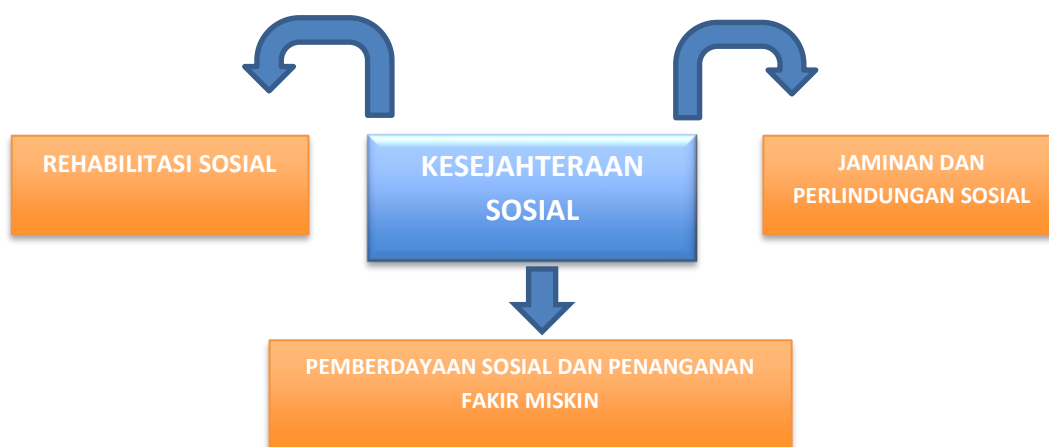 REHABILITASI SOSIAL
KESEJAHTERAAN
SOSIAL
JAMINAN DAN
PERLINDUNGAN SOSIAL
PEMBERDAYAAN SOSIAL DAN PENANGANAN
FAKIR MISKIN